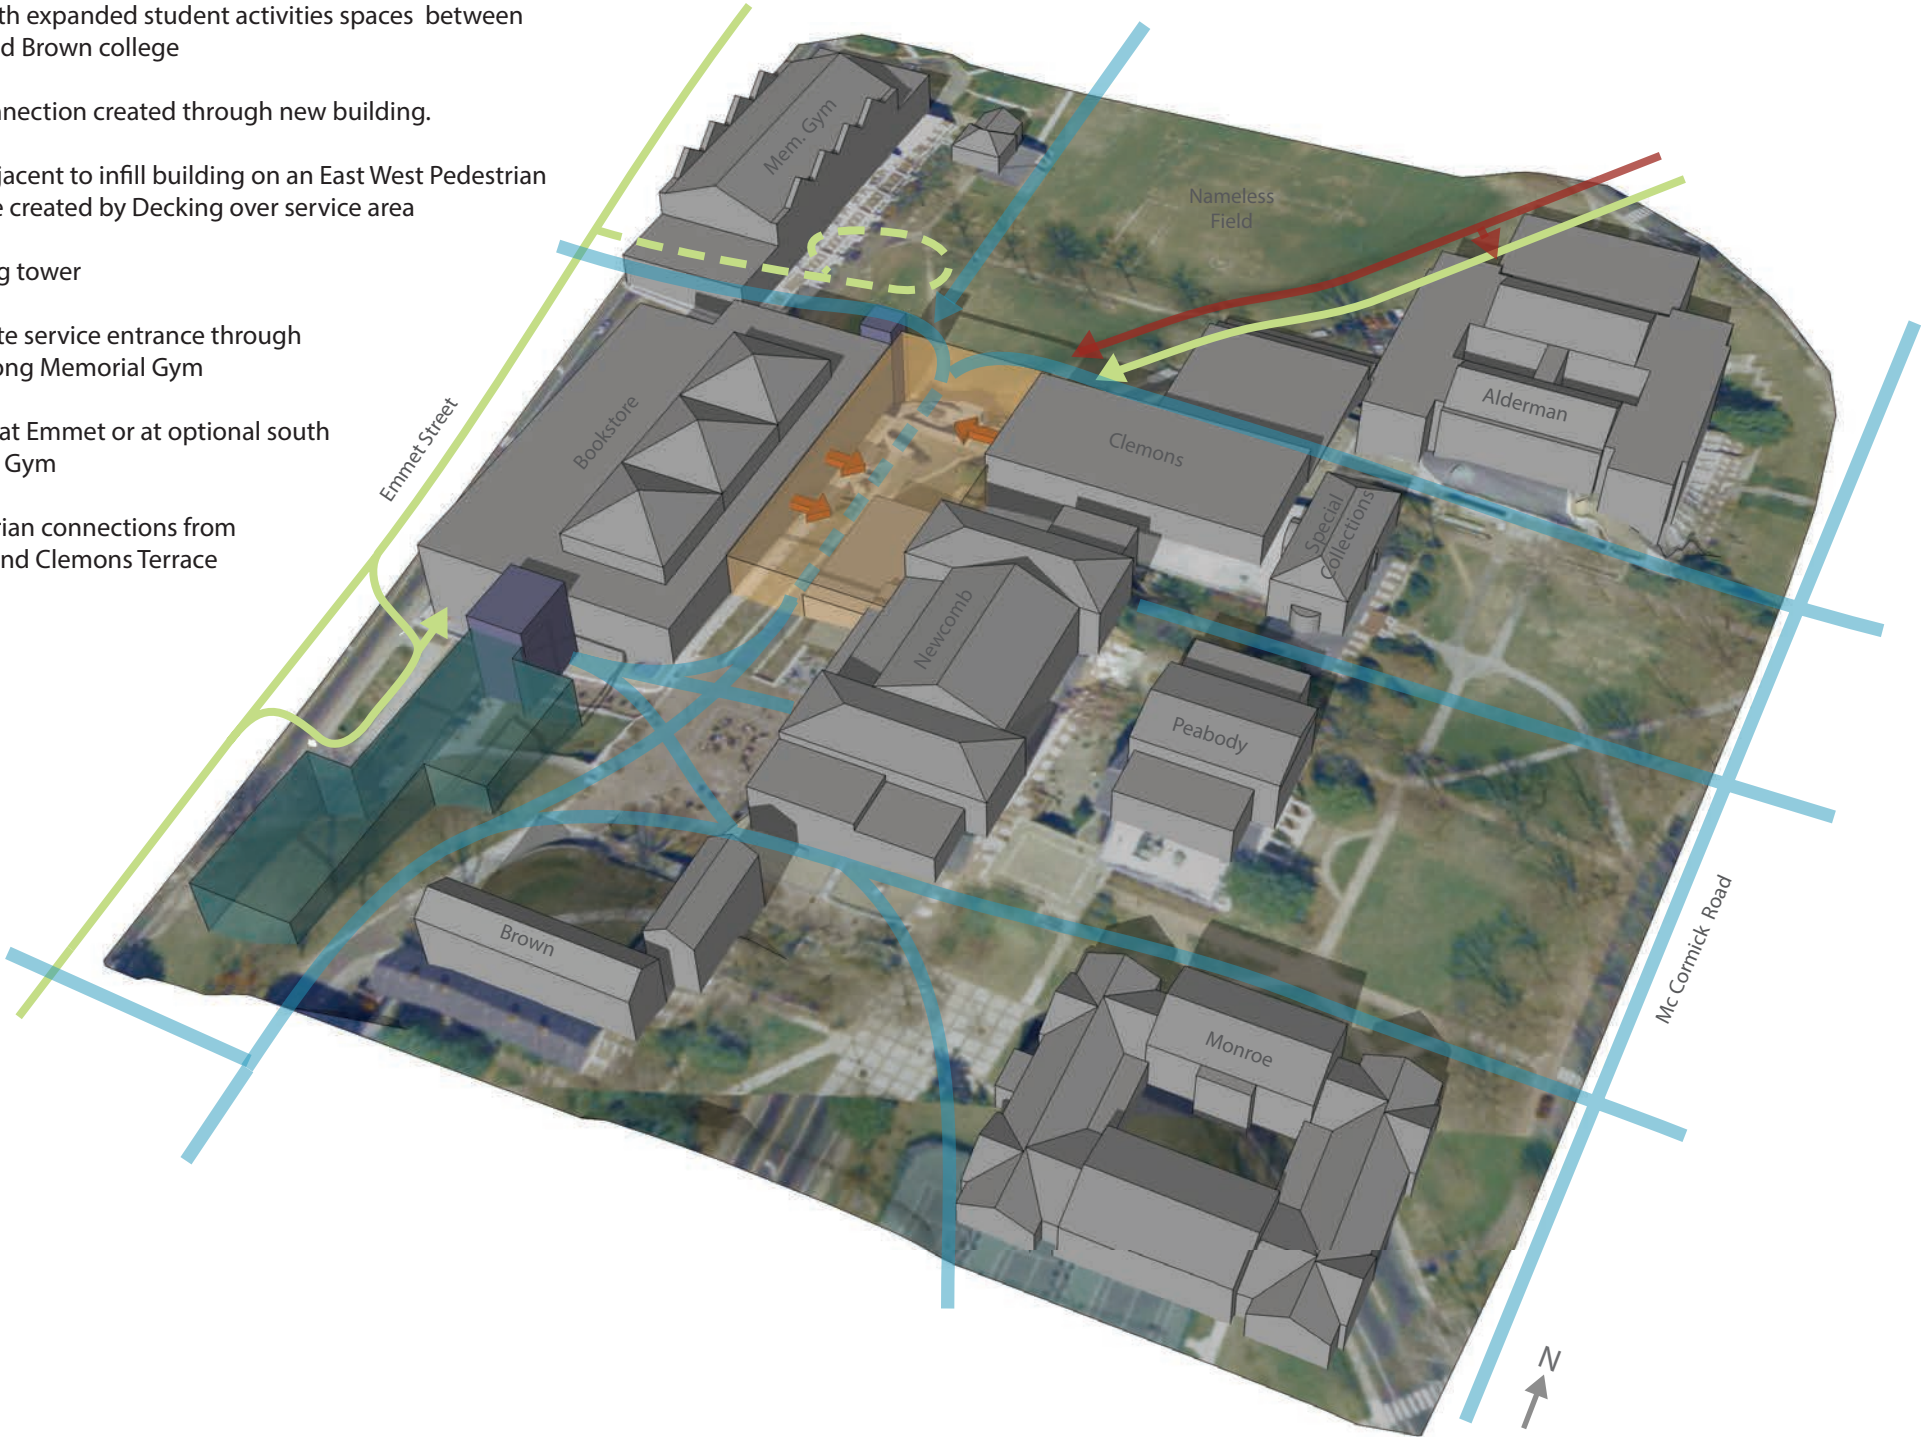 th expanded student activities spaces between
d Brown college
nnection created through new building.
jacent to infill building on an East West Pedestrian
e created by Decking over service area
g tower
te service entrance through
ong Memorial Gym
at Emmet or at optional south
Gym
rian connections from
nd Clemons Terrace
Mem. Gym
Nameless
Field
Emmet Street
Bookstore
Clemons
Alderman
Special
Collections
Newcomb
Peabody
Brown
Mc Cormick Road
Monroe
N